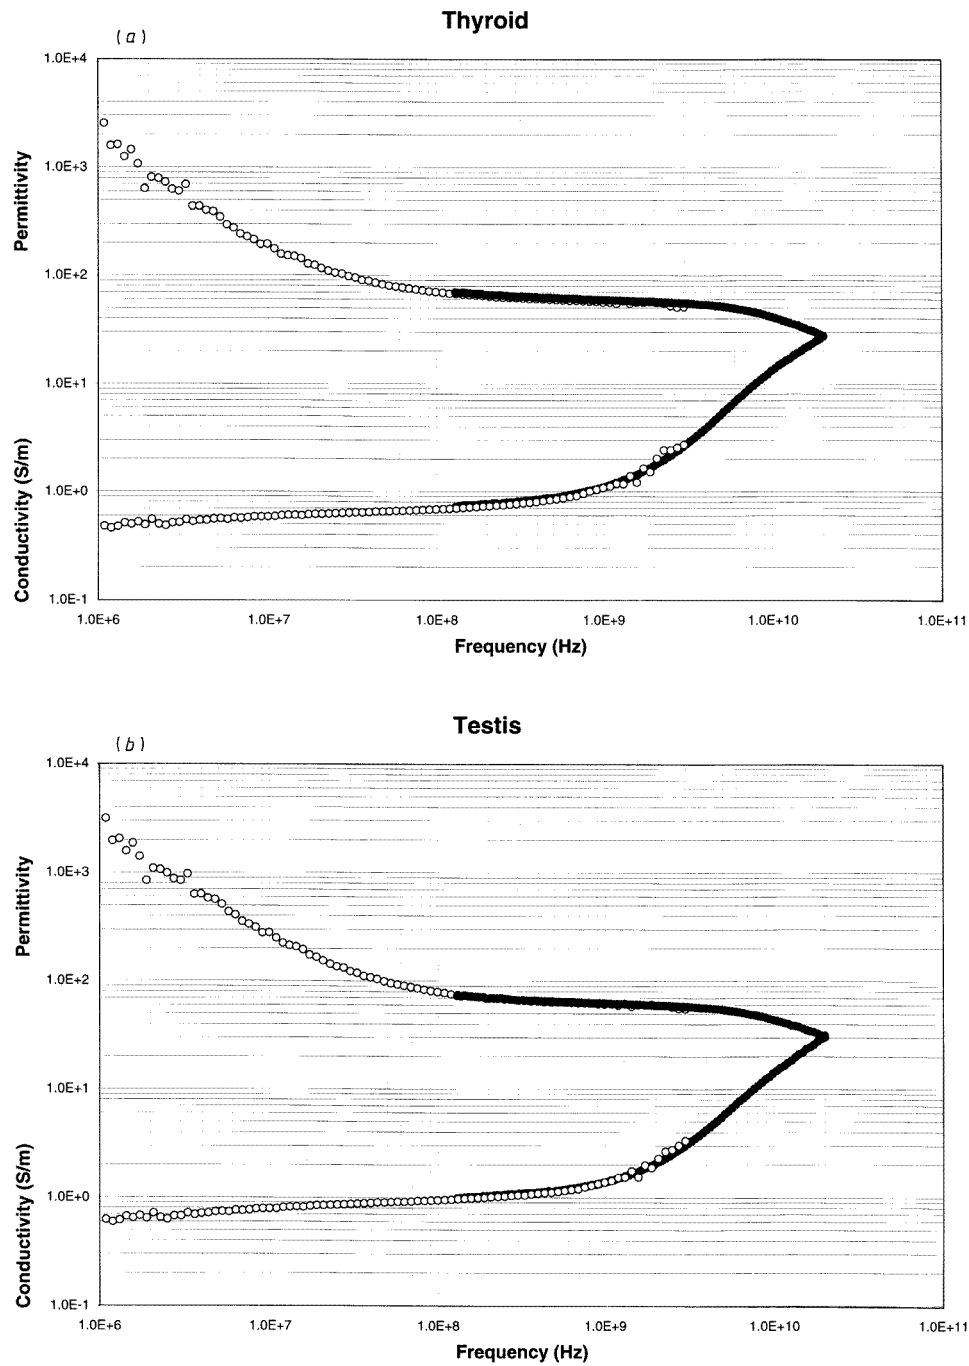 Thyroid
(a)
1.0E+4
1.0E+3
Permittivity
1.0E+2
1.0E+1
Conductivity (S/m)
1.0E+0
1.0E-1
1.0E+6 1.0E+7 1.0E+8 1.0E+9 1.0E+10 1.0E+11
Frequency (Hz)
Testis
(b)
1.0E+4
1.0E+3
Permittivity
1.0E+2
1.0E+1
Conductivity (S/m)
1.0E+0
1.0E-1
1.0E+6 1.0E+7 1.0E+8 1.0E+9 1.0E+10 1.0E+11
Frequency (Hz)